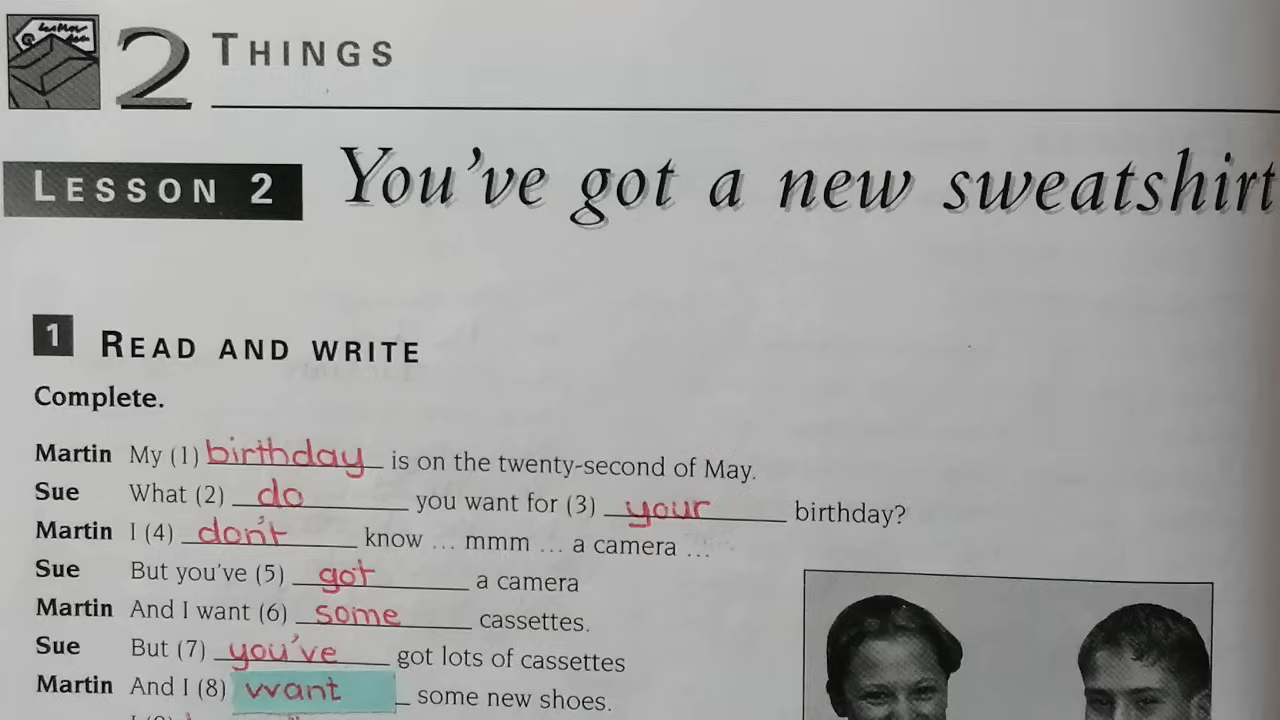 2 THINGS
LESSON 2 You've got a new sweatshirt
1 READ AND WRITE
Complete.
Martin My (1) birthday is on the twenty-second of May.
Sue What (2) do you want for (3) your birthday?
Martin I (4) don't know ... mmm ... a camera ...
Sue But you've (5) got a camera
Martin And I want (6) some cassettes.
Sue But (7) you've got lots of cassettes
Martin And I (8) want some new shoes.